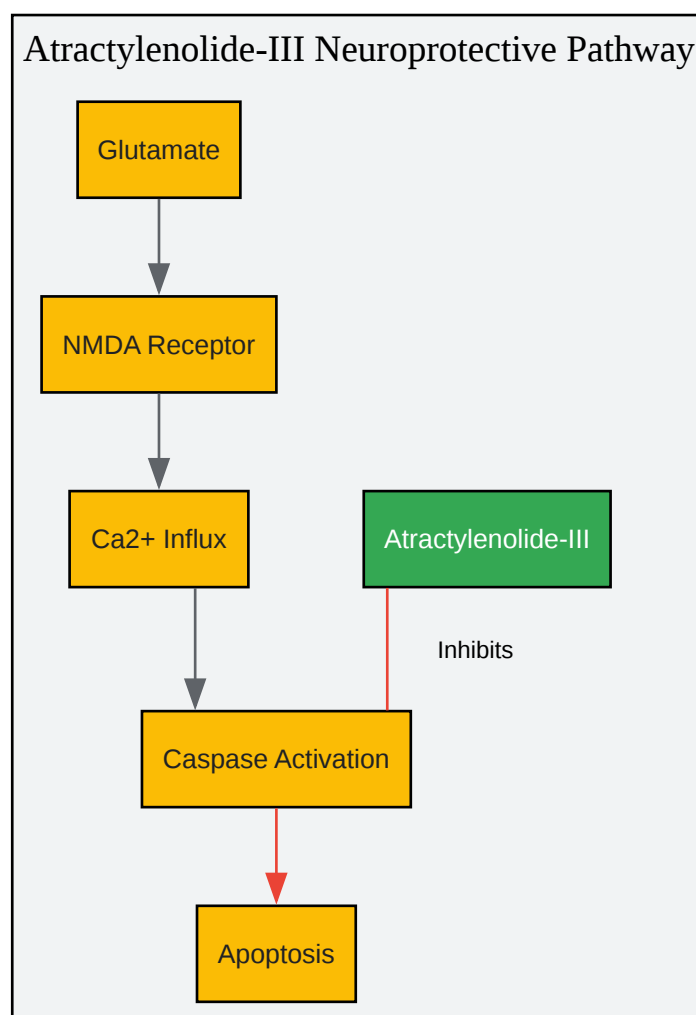 Atractylenolide-III Neuroprotective Pathway
Glutamate
NMDA Receptor
Ca2+ Influx
Atractylenolide-III
Inhibits
Caspase Activation
Apoptosis